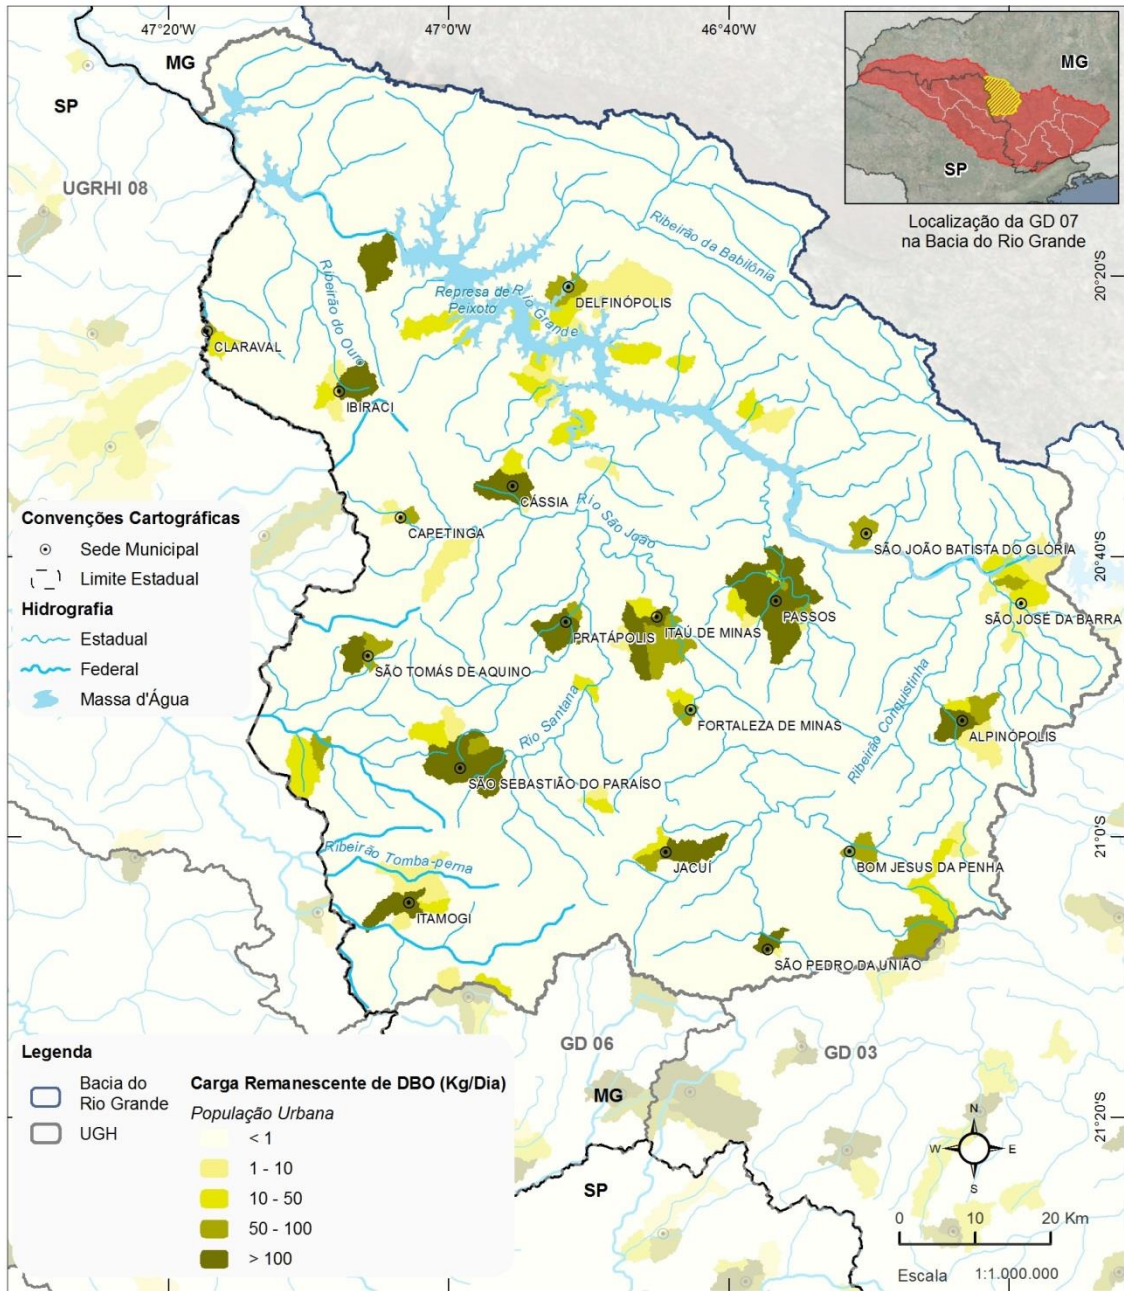 47°20'W
47°0'W
46°40'W
MG
SP
MG
SP
Localização da GD 07
na Bacia do Rio Grande
UGRHI 08
Ribeirão da Babilônia
20°20'S
Ribeirão do Ouro
Represa de
Peixoto
Rio Grande
DELFINÓPOLIS
CLARAVAL
IBIRACI
CÁSSIA
Rio São João
CAPETINGA
SÃO JOÃO BATISTA DO GLÓRIA
20°40'S
Convenções Cartográficas
Sede Municipal
Limite Estadual
Hidrografia
Estadual
Federal
Massa d'Água
PASSOS
SÃO JOSÉ DA BARRA
ITAÚ DE MINAS
PRATÁPOLIS
SÃO TOMÁS DE AQUINO
Rio Santana
FORTALEZA DE MINAS
Ribeirão Conquistinha
ALPINÓPOLIS
SÃO SEBASTIÃO DO PARAÍSO
21°0'S
Ribeirão Tomba-perna
JACUÍ
BOM JESUS DA PENHA
ITAMOGI
SÃO PEDRO DA UNIÃO
GD 06
GD 03
MG
SP
21°20'S
Legenda
Bacia do
Rio Grande
UGH
Carga Remanescente de DBO (Kg/Dia)
População Urbana
< 1
1 - 10
10 - 50
50 - 100
> 100
N
W
E
S
0 10 20 Km
Escala 1:1.000.000